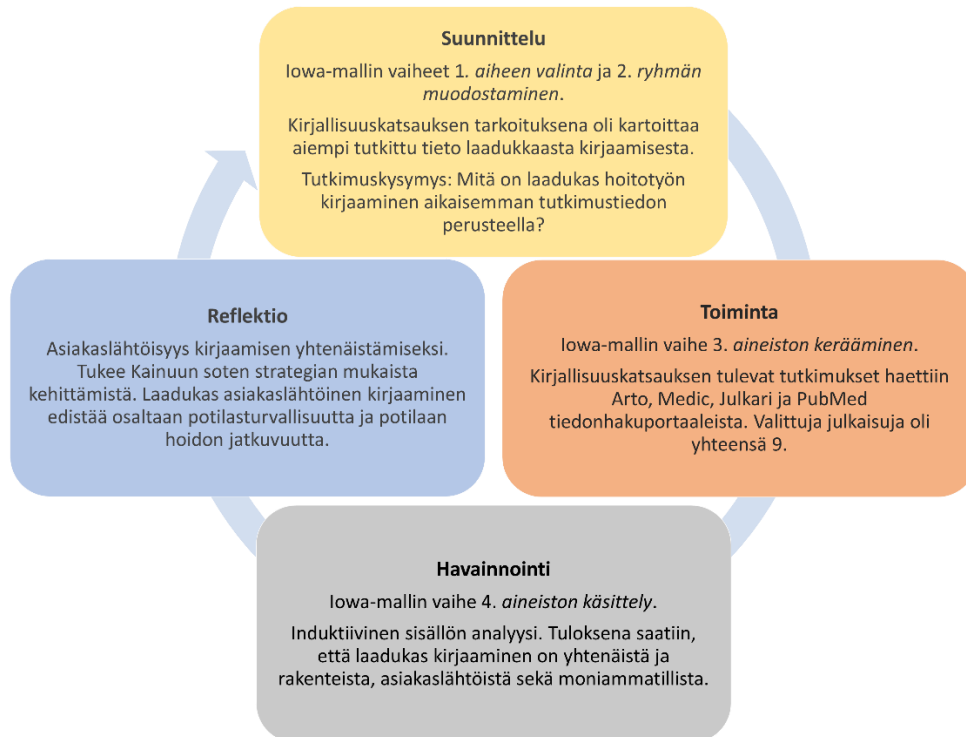 Suunnittelu
Iowa-mallin vaiheet 1. aiheen valinta ja 2. ryhmän
muodostaminen.
Kirjallisuuskatsauksen tarkoituksena oli kartoittaa
aiempi tutkittu tieto laadukkaasta kirjaamisesta.
Tutkimuskysymys: Mitä on laadukas hoitotyön
kirjaaminen aikaisemman tutkimustiedon
perusteella?
Toiminta
Iowa-mallin vaihe 3. aineiston kerääminen.
Kirjallisuuskatsauksen tulevat tutkimukset haettiin
Arto, Medic, Julkari ja PubMed
tiedonhakuportaaleista. Valittuja julkaisuja oli
yhteensä 9.
Havainnointi
Iowa-mallin vaihe 4. aineiston käsittely.
Induktiivinen sisällön analyysi. Tuloksena saatiin,
että laadukas kirjaaminen on yhtenäistä ja
rakenteista, asiakaslähtöistä sekä moniammatillista.
Reflektio
Asiakaslähtöisyys kirjaamisen yhtenäistämiseksi.
Tukee Kainuun soten strategian mukaista
kehittämistä. Laadukas asiakaslähtöinen kirjaaminen
edistää osaltaan potilasturvallisuutta ja potilaan
hoidon jatkuvuutta.